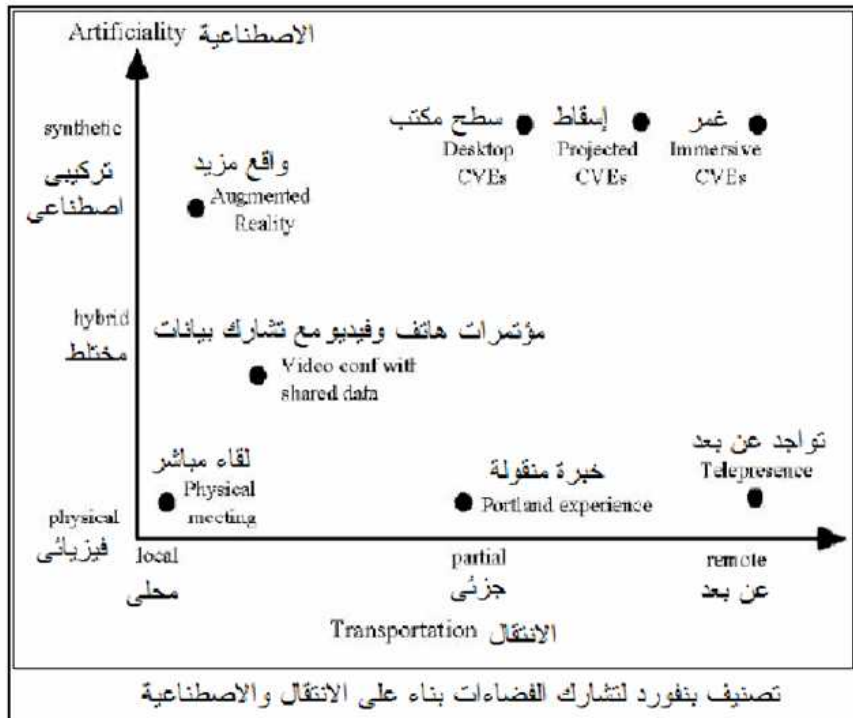 Artificiality الاصطناعية
synthetic
تركيبى
اصطناعى
سطح مكتب
Desktop
CVEs
إسقاط
Projected
CVEs
غمر
Immersive
CVEs
واقع مزيد
Augmented
Reality
hybrid
مختلط
مؤتمرات هاتف وفيديو مع تشارك بيانات
Video conf with
shared data
لقاء مباشر
Physical
meeting
خبرة منقولة
Portland experience
تواجد عن بعد
Telepresence
physical
فيزيائى
local
محلى
partial
جزئى
remote
عن بعد
Transportation الانتقال
تصنيف بنفورد لتشارك الفضاءات بناء على الانتقال والاصطناعية